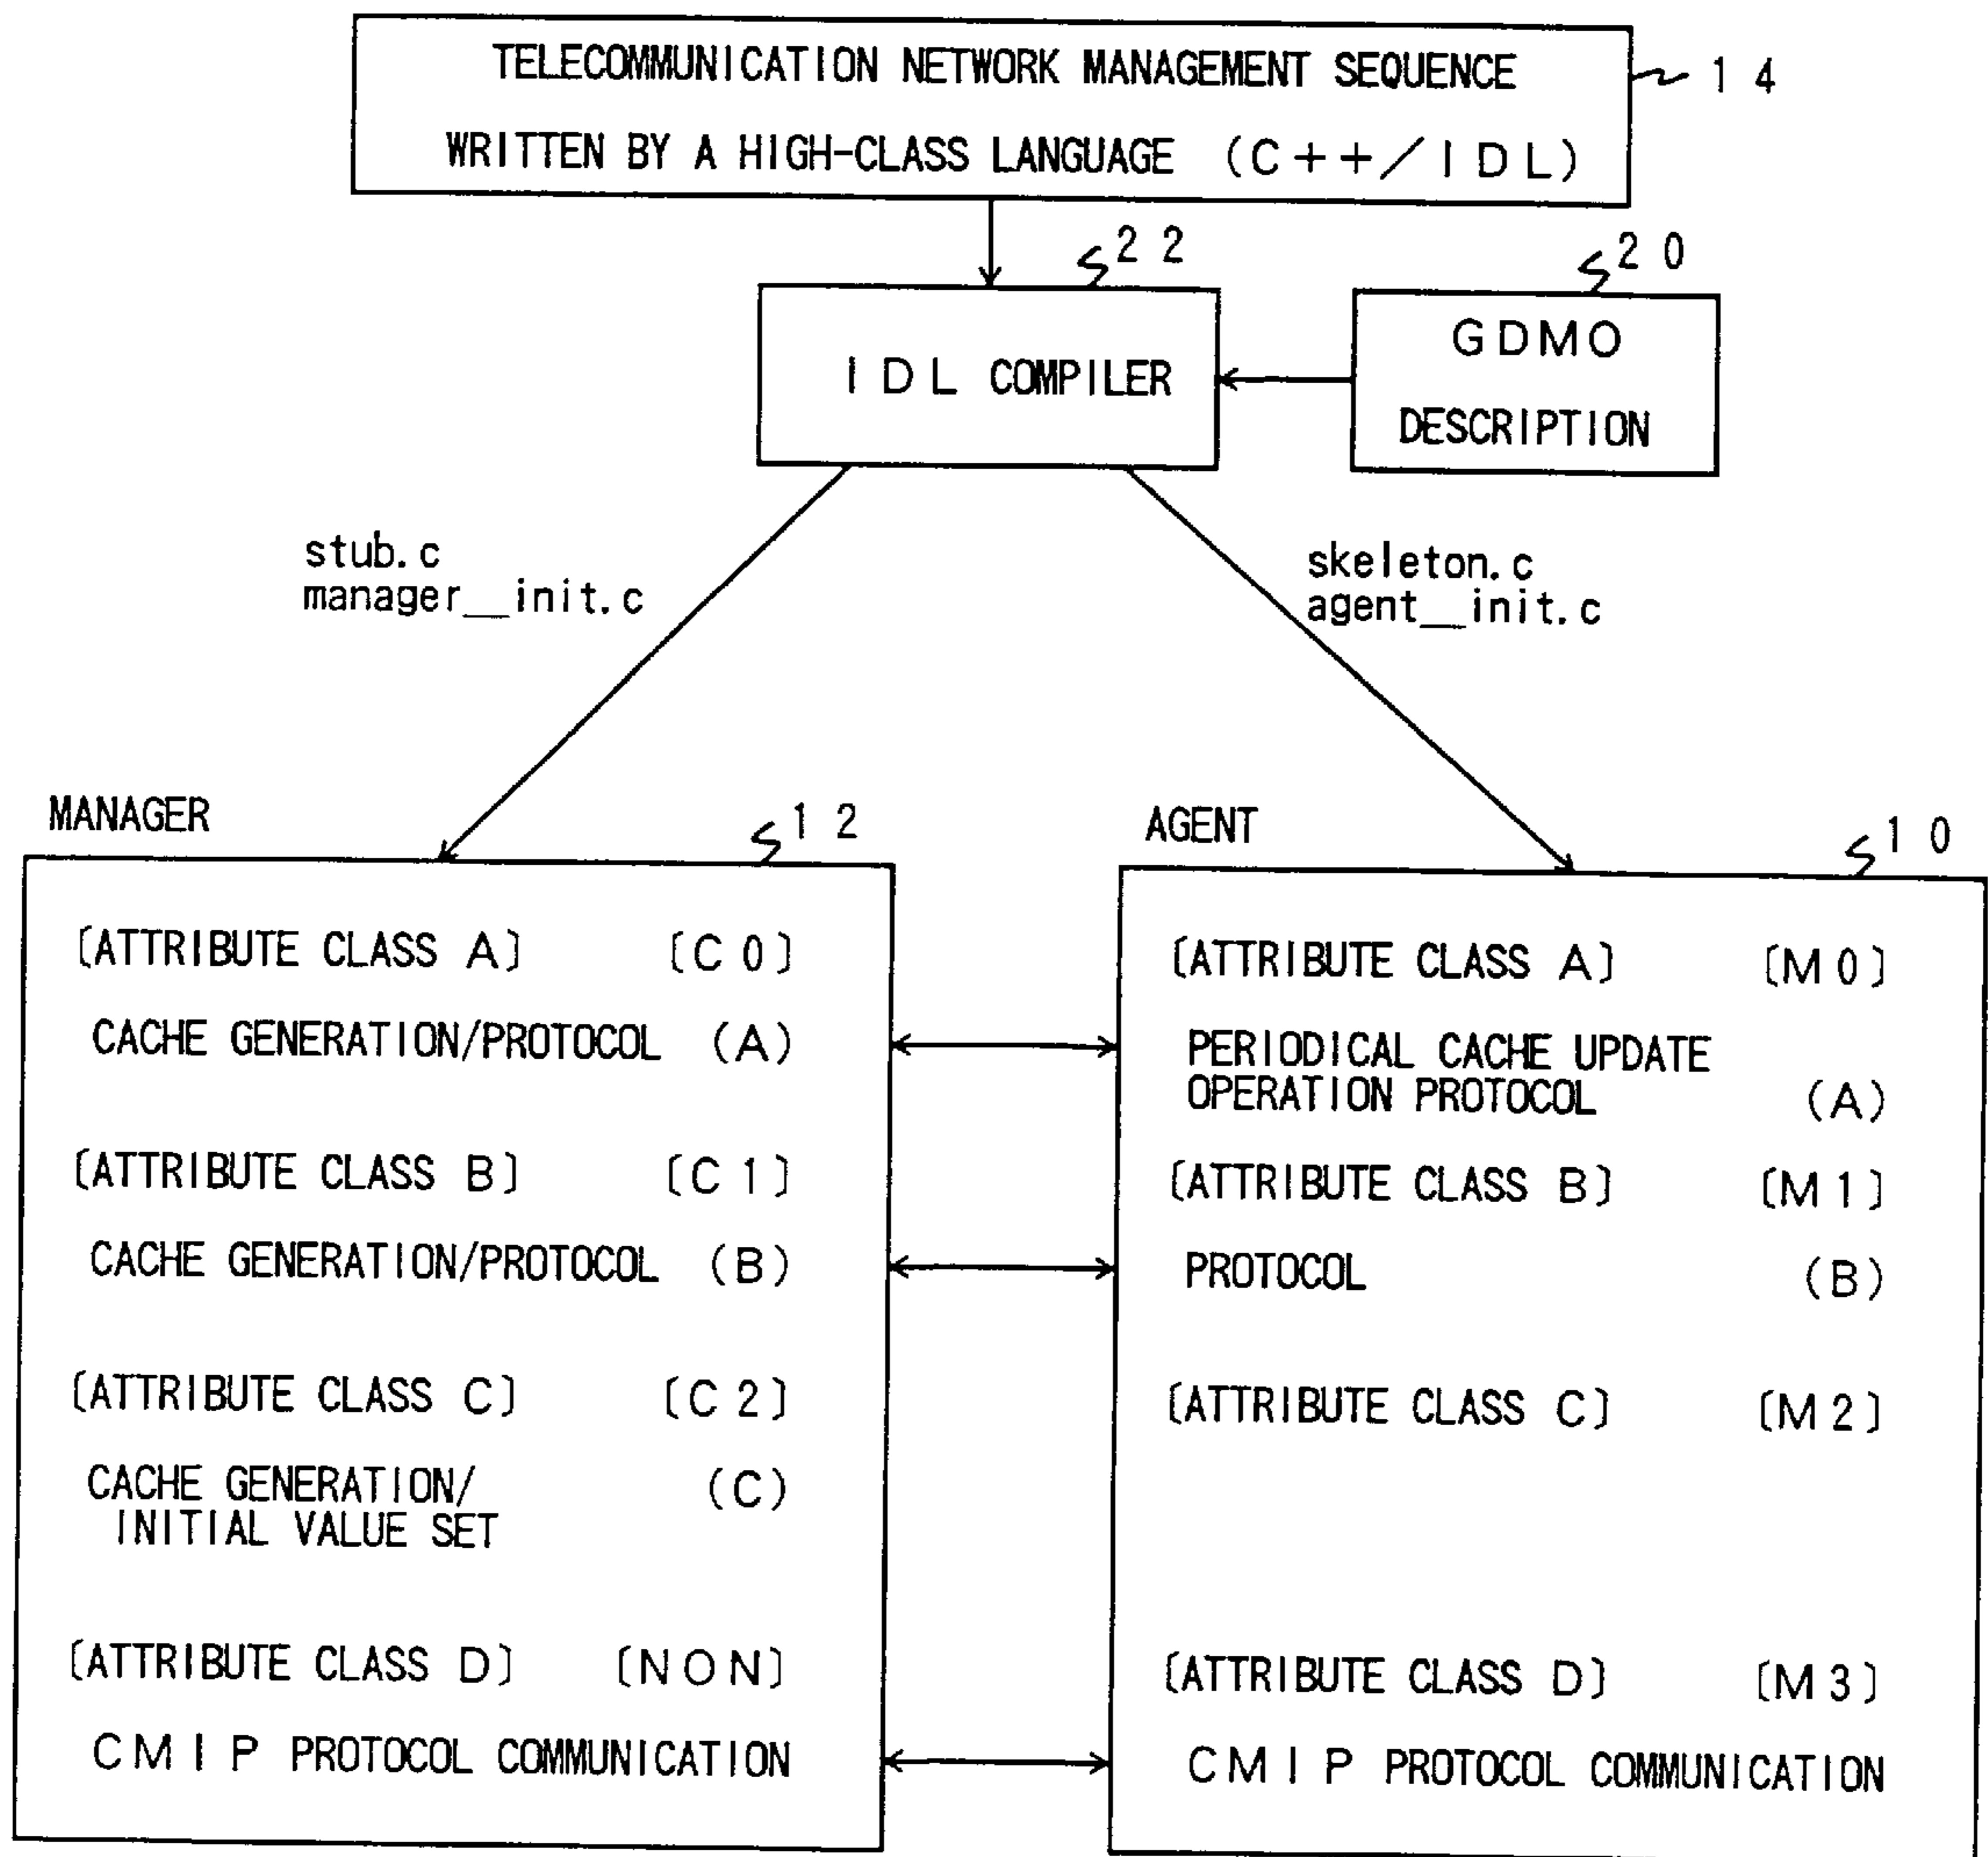 TELECOMMUNICATION NETWORK MANAGEMENT SEQUENCE
WRITTEN BY A HIGH-CLASS LANGUAGE (C++/IDL)
14
22
20
IDL COMPILER
GDMO
DESCRIPTION
stub.c
manager__init.c
skeleton.c
agent__init.c
MANAGER
12
[ATTRIBUTE CLASS A] [C0]
CACHE GENERATION/PROTOCOL (A)
[ATTRIBUTE CLASS B] [C1]
CACHE GENERATION/PROTOCOL (B)
[ATTRIBUTE CLASS C] [C2]
CACHE GENERATION/ (C)
INITIAL VALUE SET
[ATTRIBUTE CLASS D] [NON]
CMIP PROTOCOL COMMUNICATION
AGENT
10
[ATTRIBUTE CLASS A] [M0]
PERIODICAL CACHE UPDATE
OPERATION PROTOCOL (A)
[ATTRIBUTE CLASS B] [M1]
PROTOCOL (B)
[ATTRIBUTE CLASS C] [M2]
[ATTRIBUTE CLASS D] [M3]
CMIP PROTOCOL COMMUNICATION